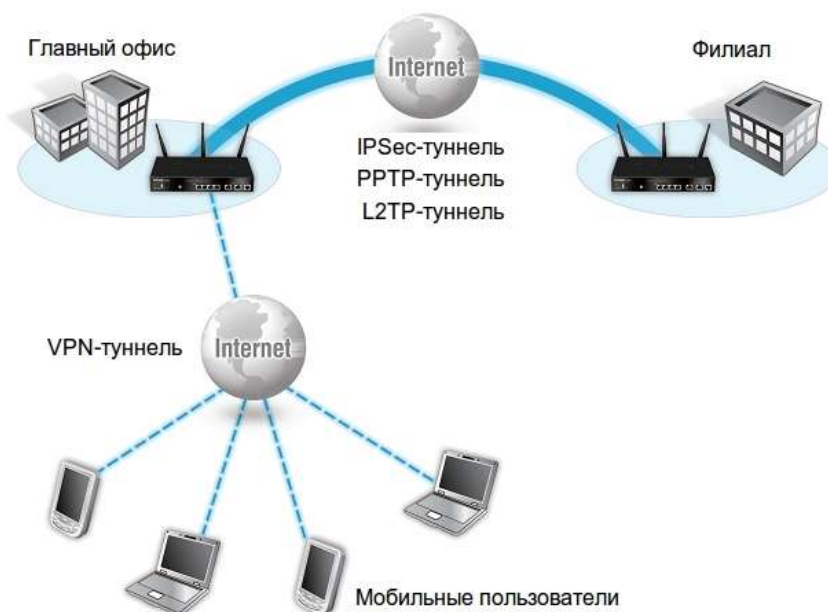 Главный офис
Internet
Филиал
IPSec-туннель
PPTP-туннель
L2TP-туннель
VPN-туннель
Internet
Мобильные пользователи